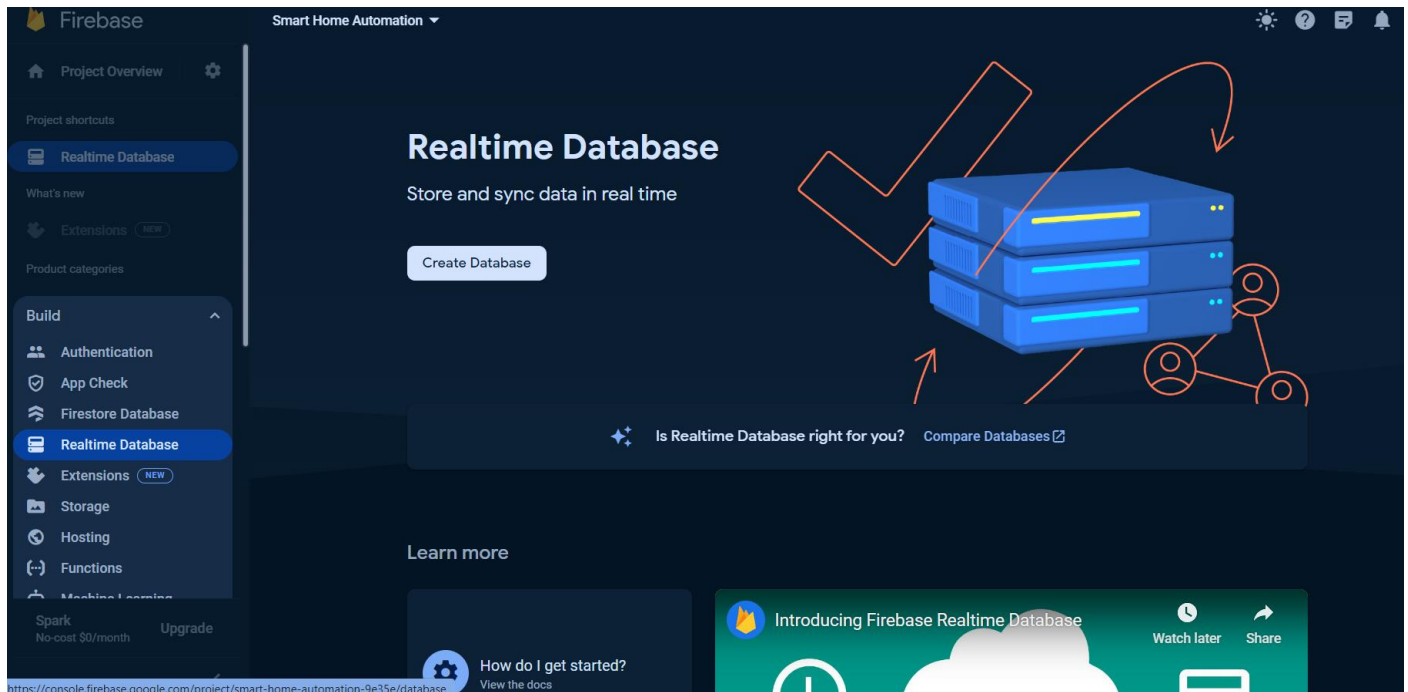 Firebase
Smart Home Automation
Project Overview
Project shortcuts
Realtime Database
What's new
Extensions NEW
Product categories
Build
Authentication
App Check
Firestore Database
Realtime Database
Extensions NEW
Storage
Hosting
Functions
Machine Learning
Spark
No-cost $0/month
Upgrade
https://console.firebase.google.com/project/smart-home-automation-9e35e/database
Realtime Database
Store and sync data in real time
Create Database
Is Realtime Database right for you? Compare Databases
Learn more
How do I get started?
View the docs
Introducing Firebase Realtime Database
Watch later
Share